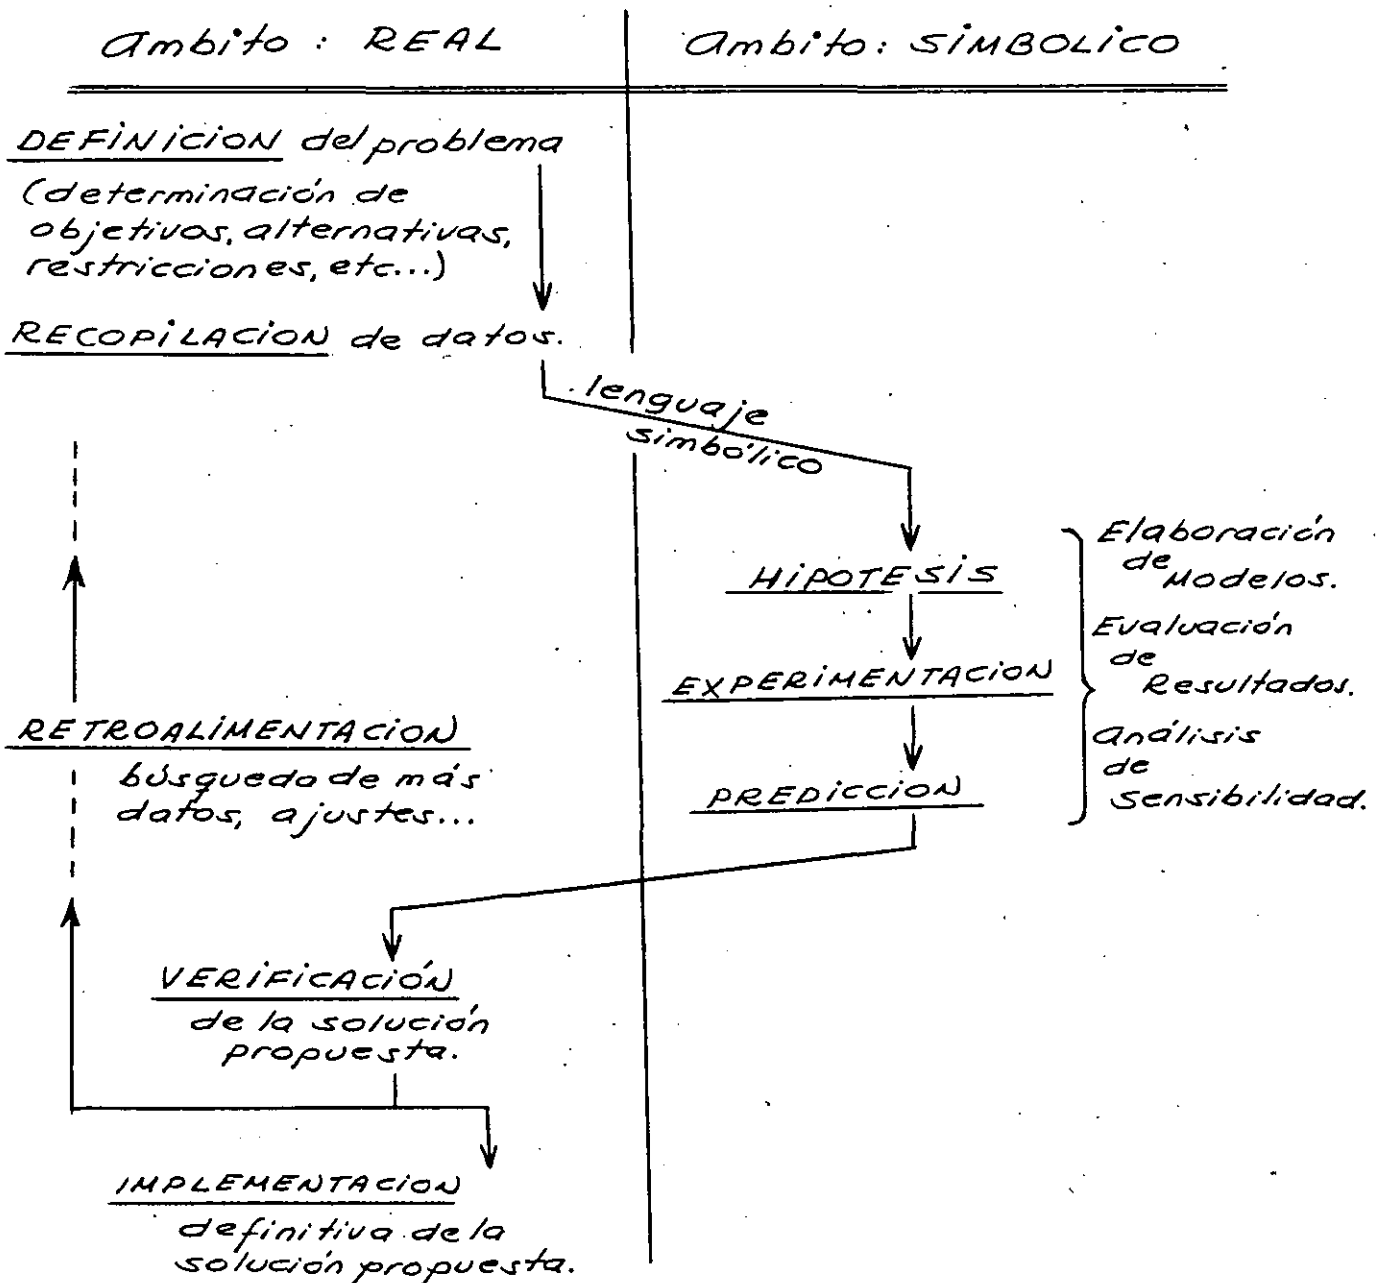 Ambito: REAL
Ambito: SIMBOLICO
DEFINICION del problema
(determinación de
objetivos, alternativas,
restricciones, etc...)
RECOPILACION de datos.
lenguaje
simbólico
HIPOTESIS
EXPERIMENTACION
PREDICCION
Elaboración
de
Modelos.
Evaluación
de
Resultados.
Análisis
de
Sensibilidad.
RETROALIMENTACION
búsqueda de más
datos, ajustes...
VERIFICACIÓN
de la solución
propuesta.
IMPLEMENTACION
definitiva de la
solución propuesta.